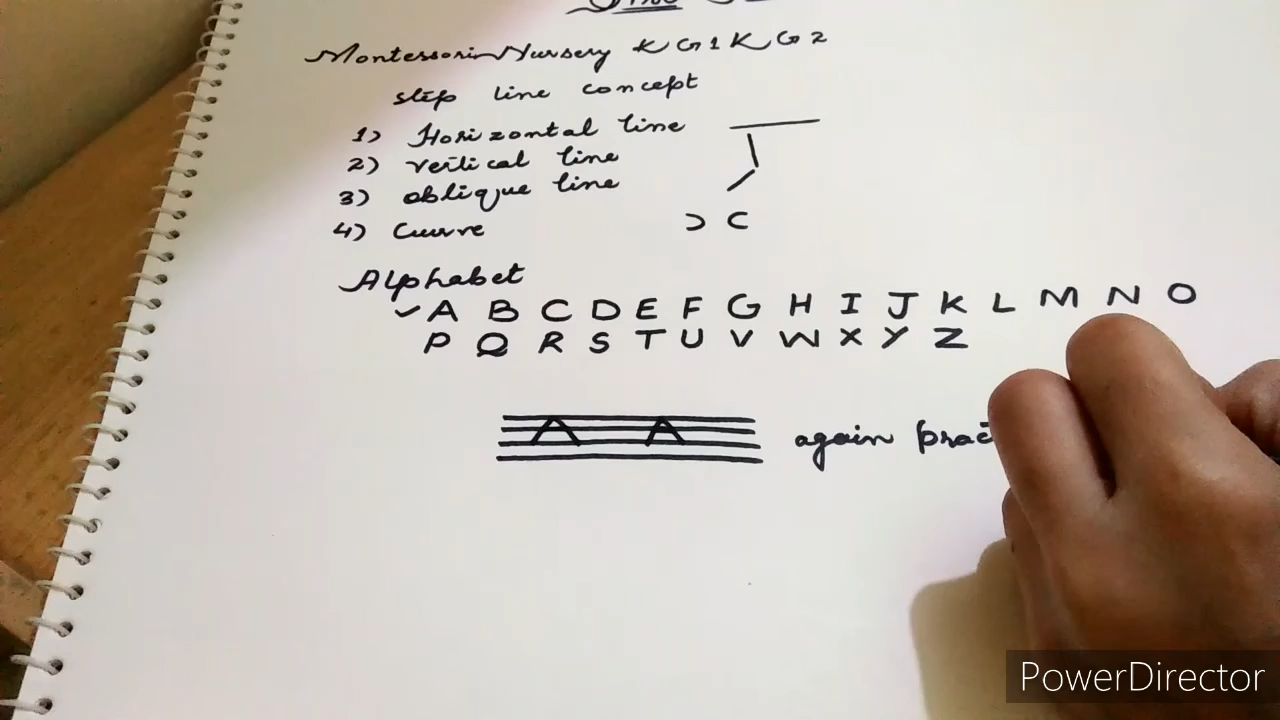 Montessori Nursery KG1 KG2
step line concept
1) Horizontal line
2) vertical line
3) oblique line
4) Curve
Alphabet
A B C D E F G H I J K L M N O
P Q R S T U V W X Y Z
A A again
PowerDirector